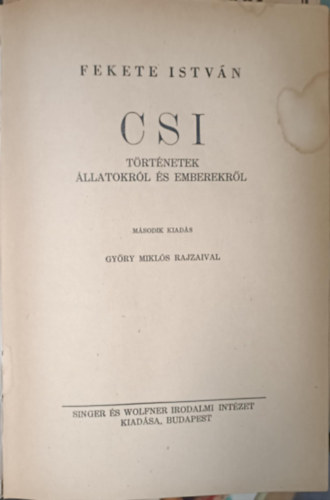 FEKETE ISTVÁN
CSI
TÖRTÉNETEK
ÁLLATOKRÓL ÉS EMBEREKRŐL
MÁSODIK KIADÁS
GYŐRY MIKLÓS RAJZAIVAL
SINGER ÉS WOLFNER IRODALMI INTÉZET
KIADÁSA, BUDAPEST